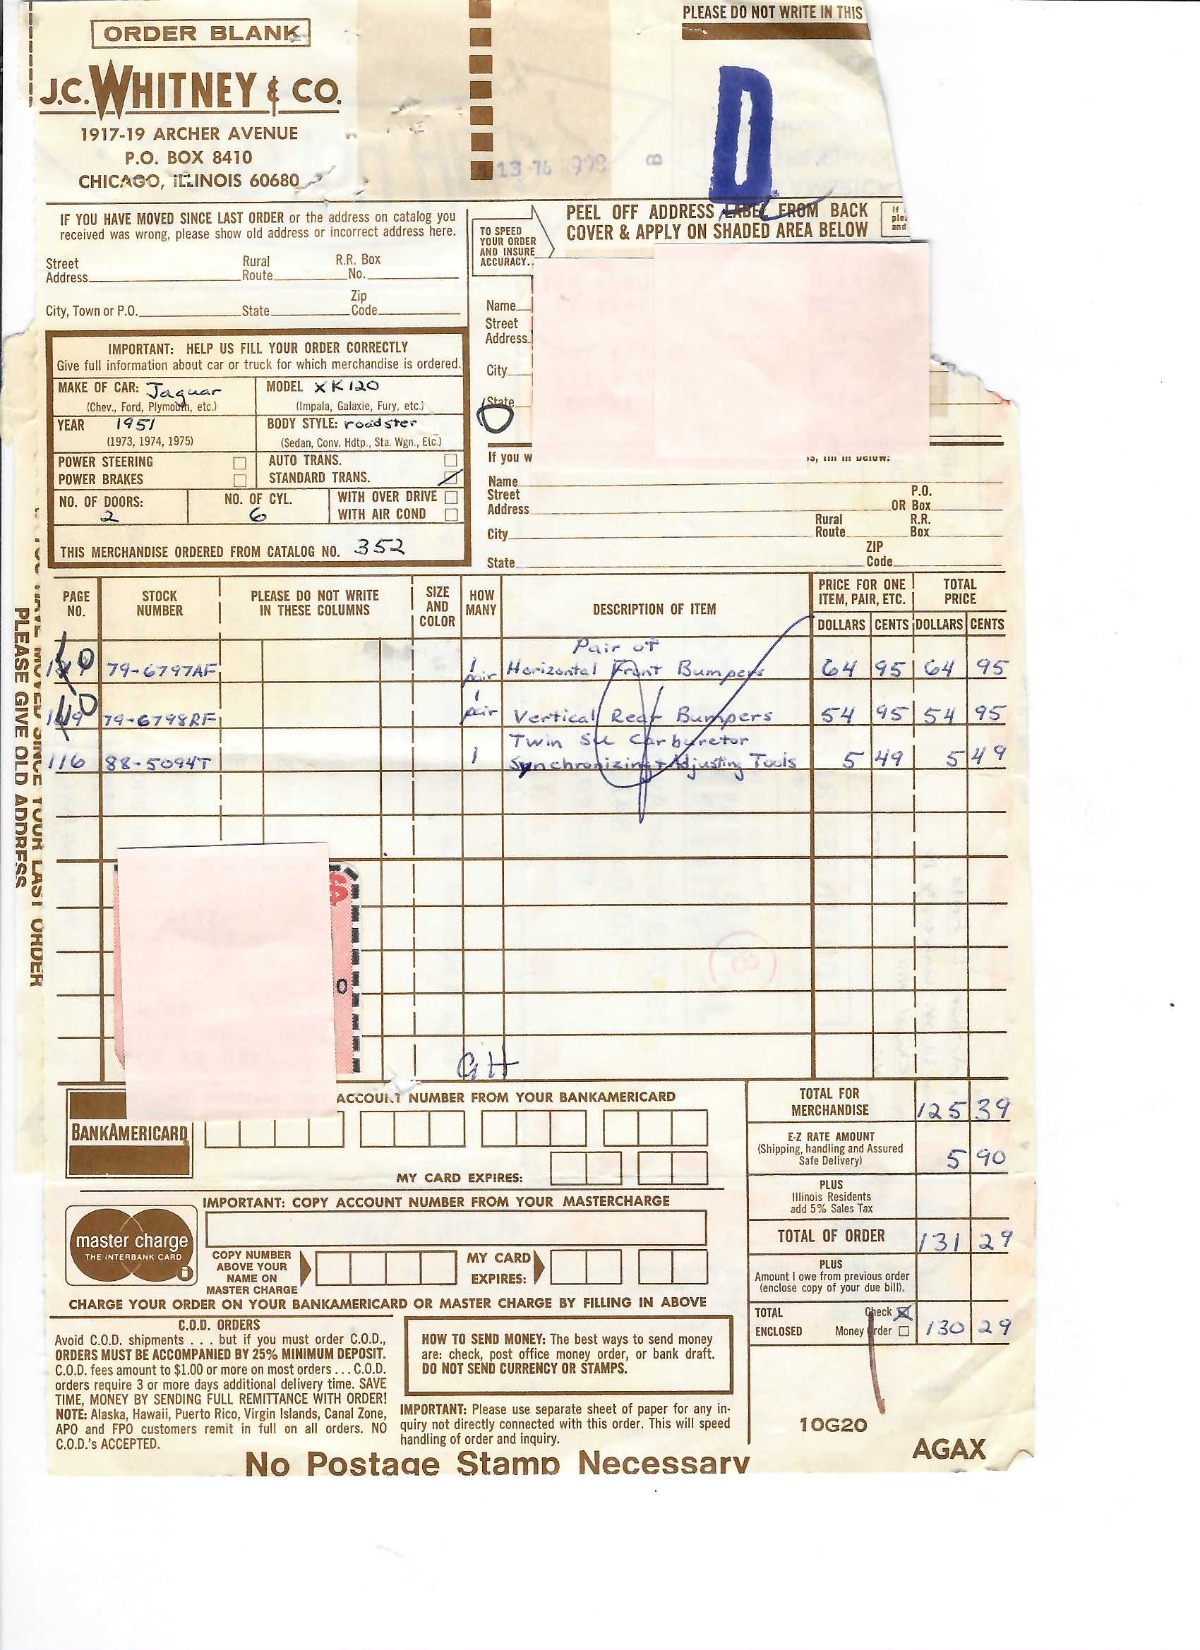 ORDER BLANK
PLEASE DO NOT WRITE IN THIS
J.C. WHITNEY & CO.
1917-19 ARCHER AVENUE
P.O. BOX 8410
CHICAGO, ILLINOIS 60680
D
13-76 998 8
IF YOU HAVE MOVED SINCE LAST ORDER or the address on catalog you
received was wrong, please show old address or incorrect address here.
Street
Address
Rural
Route
R.R. Box
No.
City, Town or P.O.
State
Zip
Code
TO SPEED
YOUR ORDER
AND INSURE
ACCURACY..
PEEL OFF ADDRESS LABEL FROM BACK
COVER & APPLY ON SHADED AREA BELOW
If
ple
and
Name
Street
Address
City
State
IMPORTANT: HELP US FILL YOUR ORDER CORRECTLY
Give full information about car or truck for which merchandise is ordered.
MAKE OF CAR: Jaguar
(Chev., Ford, Plymouth, etc.)
MODEL XK120
(Impala, Galaxie, Fury, etc.)
YEAR 1951
(1973, 1974, 1975)
BODY STYLE: roadster
(Sedan, Conv. Hdtp., Sta. Wgn., Etc.)
POWER STEERING
POWER BRAKES
AUTO TRANS.
STANDARD TRANS.
NO. OF DOORS:
2
NO. OF CYL.
6
WITH OVER DRIVE
WITH AIR COND
THIS MERCHANDISE ORDERED FROM CATALOG NO. 352
If you w
Name
Street
Address
P.O.
OR Box
City
Rural
Route
R.R.
Box
State
ZIP
Code
PLEASE GIVE OLD ADDRESS
MOVED SINCE YOUR LAST ORDER
PAGE NO. STOCK NUMBER PLEASE DO NOT WRITE IN THESE COLUMNS SIZE AND COLOR HOW MANY DESCRIPTION OF ITEM PRICE FOR ONE ITEM, PAIR, ETC. TOTAL PRICE
DOLLARS CENTS DOLLARS CENTS
79-6797AF 1 pair Pair of Horizontal Front Bumpers 64 95 64 95
79-6798RF 1 pair Vertical Rear Bumpers 54 95 54 95
116 88-5094T 1 Twin Su Carburetor Synchronizing + Adjusting Tools 5 49 5 49
$
0
8
GH
ACCOUNT NUMBER FROM YOUR BANKAMERICARD
BANKAMERICARD
MY CARD EXPIRES:
IMPORTANT: COPY ACCOUNT NUMBER FROM YOUR MASTERCHARGE
master charge
THE INTERBANK CARD
COPY NUMBER
ABOVE YOUR
NAME ON
MASTER CHARGE
MY CARD
EXPIRES:
CHARGE YOUR ORDER ON YOUR BANKAMERICARD OR MASTER CHARGE BY FILLING IN ABOVE
TOTAL FOR
MERCHANDISE 125 39
E-Z RATE AMOUNT
(Shipping, handling and Assured
Safe Delivery) 5 90
PLUS
Illinois Residents
add 5% Sales Tax
TOTAL OF ORDER 131 29
PLUS
Amount I owe from previous order
(enclose copy of your due bill).
TOTAL Check
ENCLOSED Money Order 130 29
C.O.D. ORDERS
Avoid C.O.D. shipments . . . but if you must order C.O.D.,
ORDERS MUST BE ACCOMPANIED BY 25% MINIMUM DEPOSIT.
C.O.D. fees amount to $1.00 or more on most orders . . . C.O.D.
orders require 3 or more days additional delivery time. SAVE
TIME, MONEY BY SENDING FULL REMITTANCE WITH ORDER!
NOTE: Alaska, Hawaii, Puerto Rico, Virgin Islands, Canal Zone,
APO and FPO customers remit in full on all orders. NO
C.O.D.'s ACCEPTED.
HOW TO SEND MONEY: The best ways to send money
are: check, post office money order, or bank draft.
DO NOT SEND CURRENCY OR STAMPS.
IMPORTANT: Please use separate sheet of paper for any in-
quiry not directly connected with this order. This will speed
handling of order and inquiry.
10G20
AGAX
No Postage Stamp Necessary